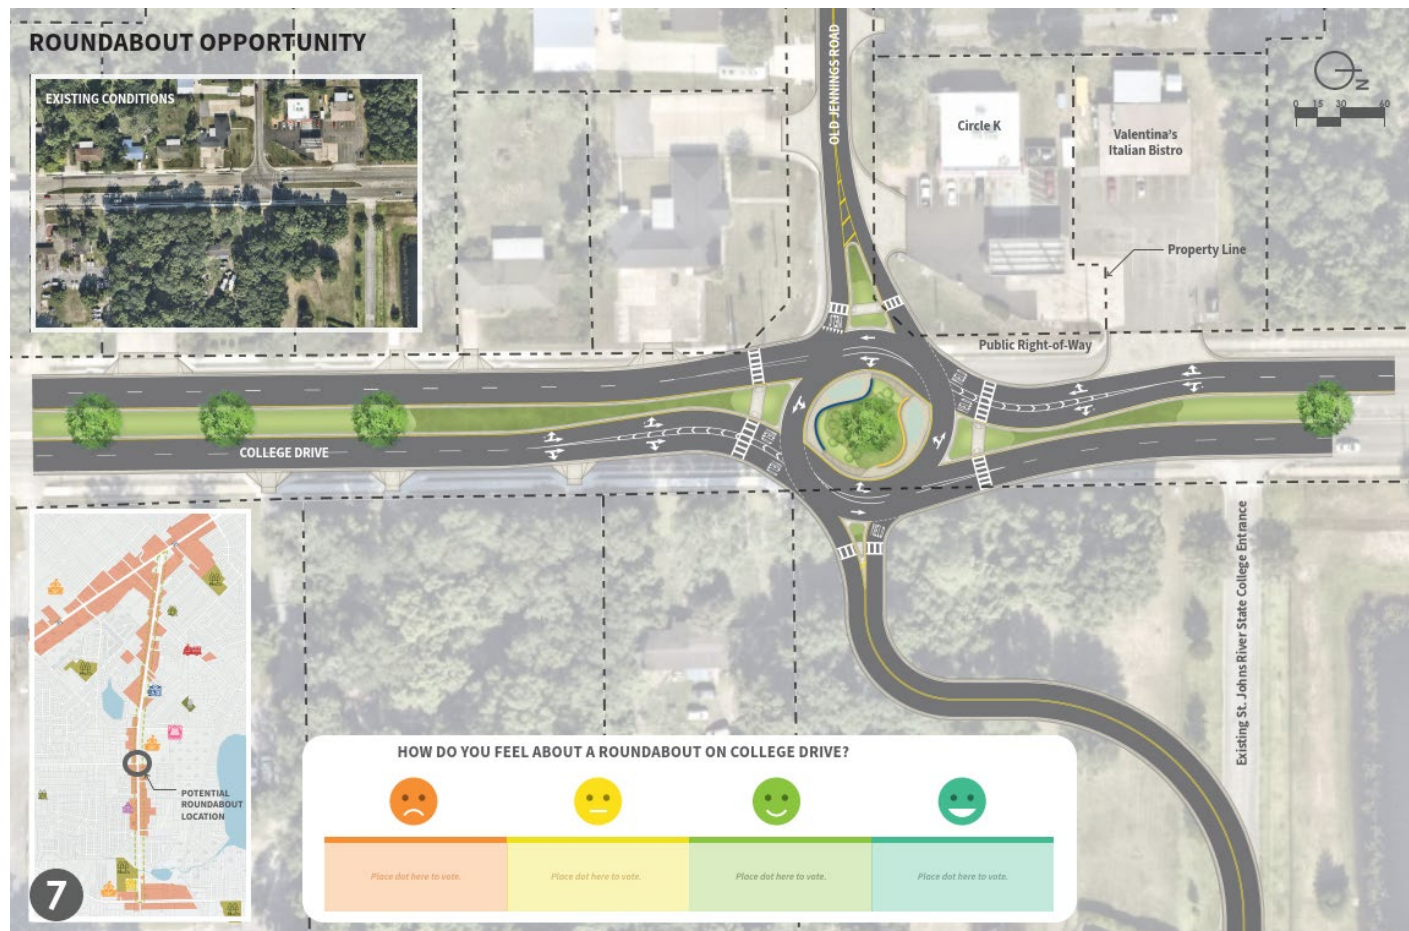 ROUNDABOUT OPPORTUNITY
EXISTING CONDITIONS
OLD JENNINGS ROAD
Circle K
Valentina's
Italian Bistro
N
0 15 30 60
Property Line
Public Right-of-Way
COLLEGE DRIVE
Existing St. Johns River State College Entrance
POTENTIAL
ROUNDABOUT
LOCATION
7
HOW DO YOU FEEL ABOUT A ROUNDABOUT ON COLLEGE DRIVE?
Place dot here to vote.
Place dot here to vote.
Place dot here to vote.
Place dot here to vote.